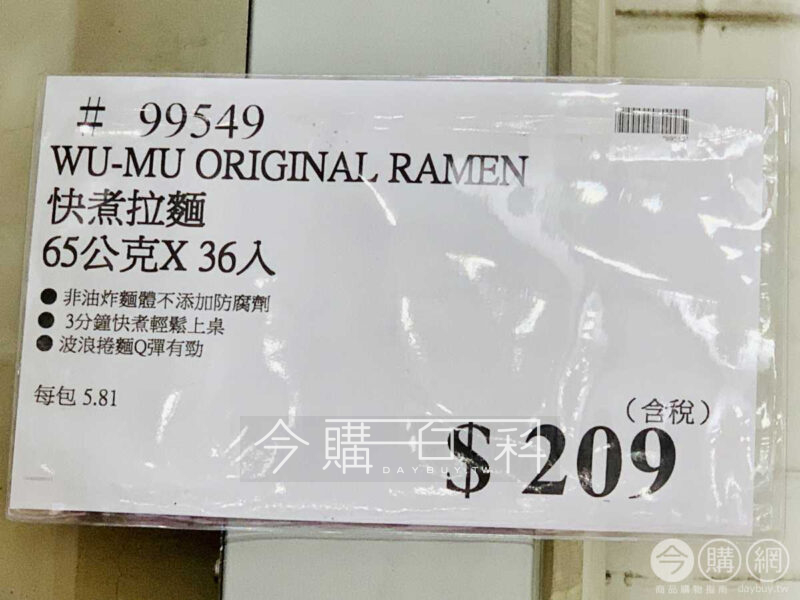 # 99549
WU-MU ORIGINAL RAMEN
快煮拉麵
65公克X 36入
● 非油炸麵體不添加防腐劑
● 3分鐘快煮輕鬆上桌
● 波浪捲麵Q彈有勁
每包 5.81
(含稅)
$ 209
今購百科
DAYBUY.TW
今購網
商品購物指南 daybuy.tw